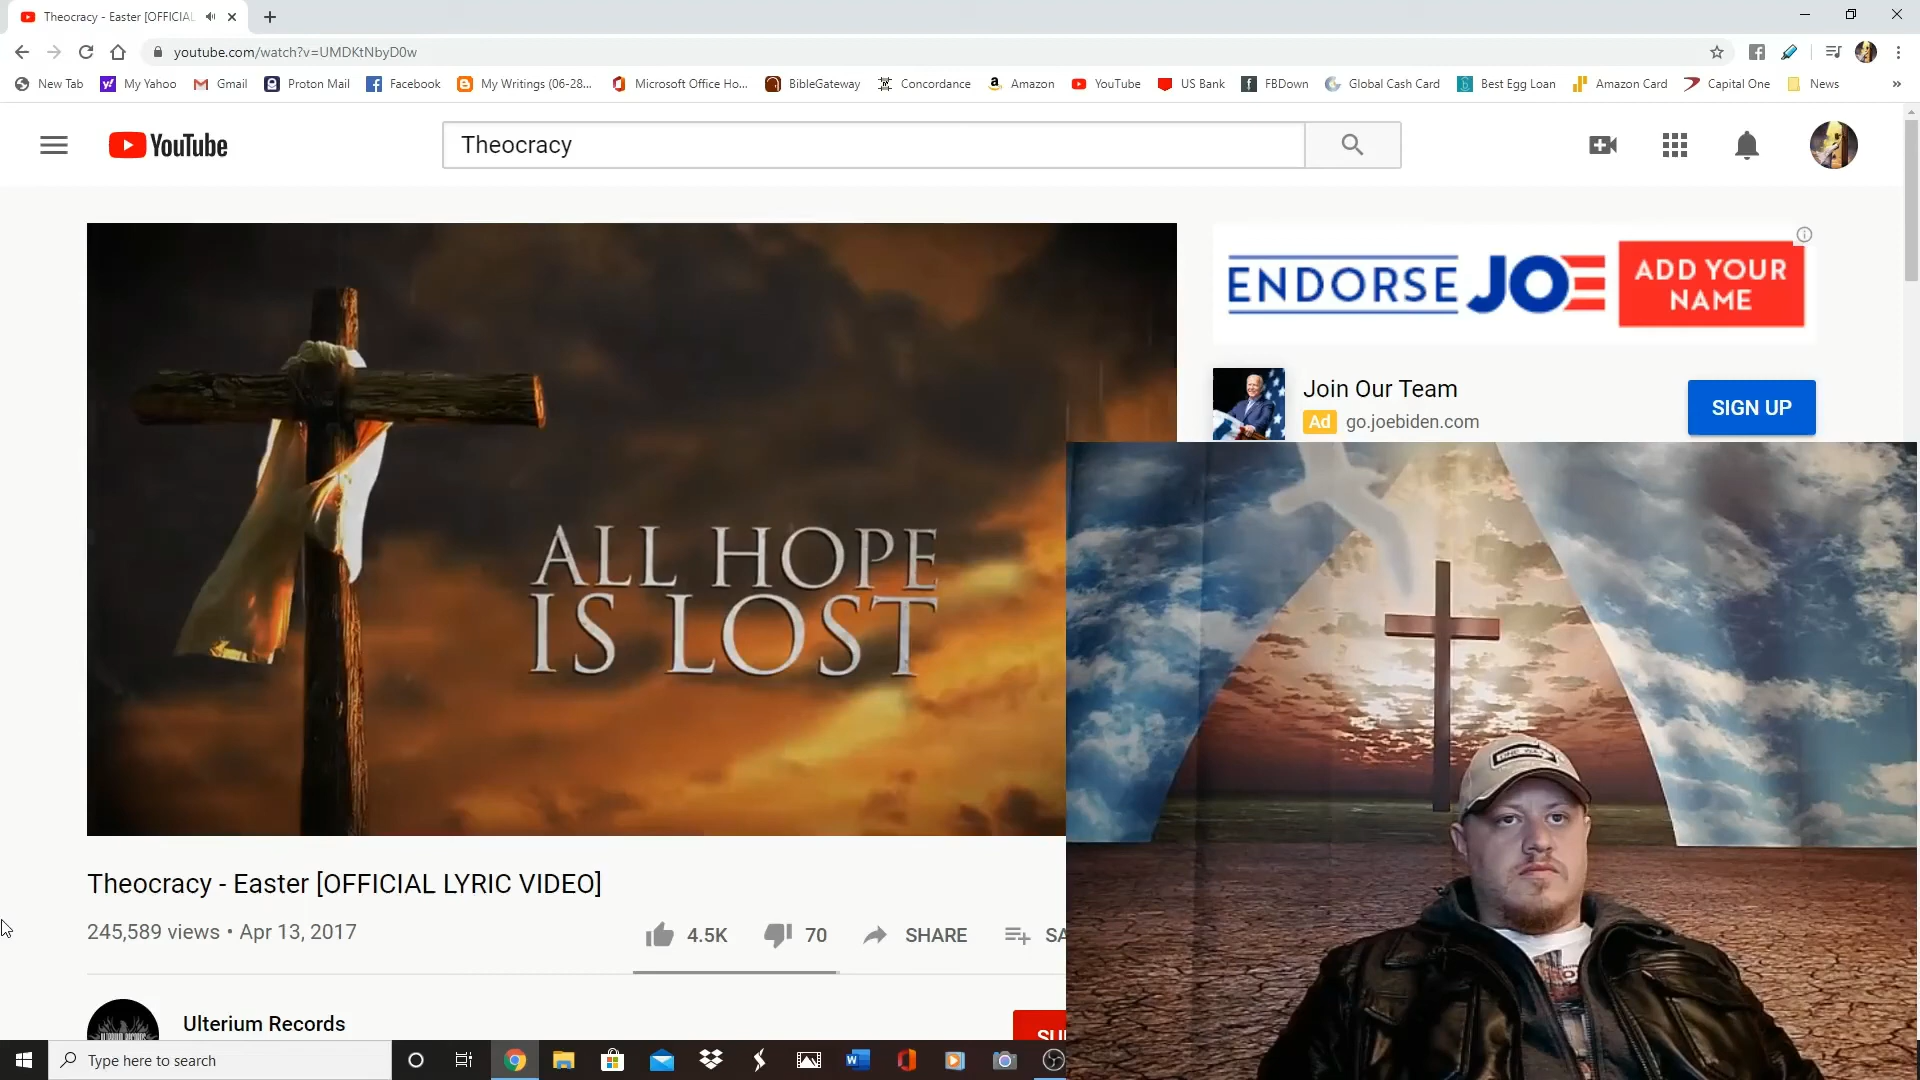 Theocracy - Easter [OFFICIAL
youtube.com/watch?v=UMDKtNbyD0w
New Tab
My Yahoo
Gmail
Proton Mail
Facebook
My Writings (06-28...
Microsoft Office Ho...
BibleGateway
Concordance
Amazon
YouTube
US Bank
FBDown
Global Cash Card
Best Egg Loan
Amazon Card
Capital One
News
»
YouTube
Theocracy
ENDORSE JOE
ADD YOUR
NAME
Join Our Team
Ad go.joebiden.com
SIGN UP
ALL HOPE
IS LOST
Theocracy - Easter [OFFICIAL LYRIC VIDEO]
245,589 views • Apr 13, 2017
4.5K
70
SHARE
SA
Ulterium Records
SU
Type here to search